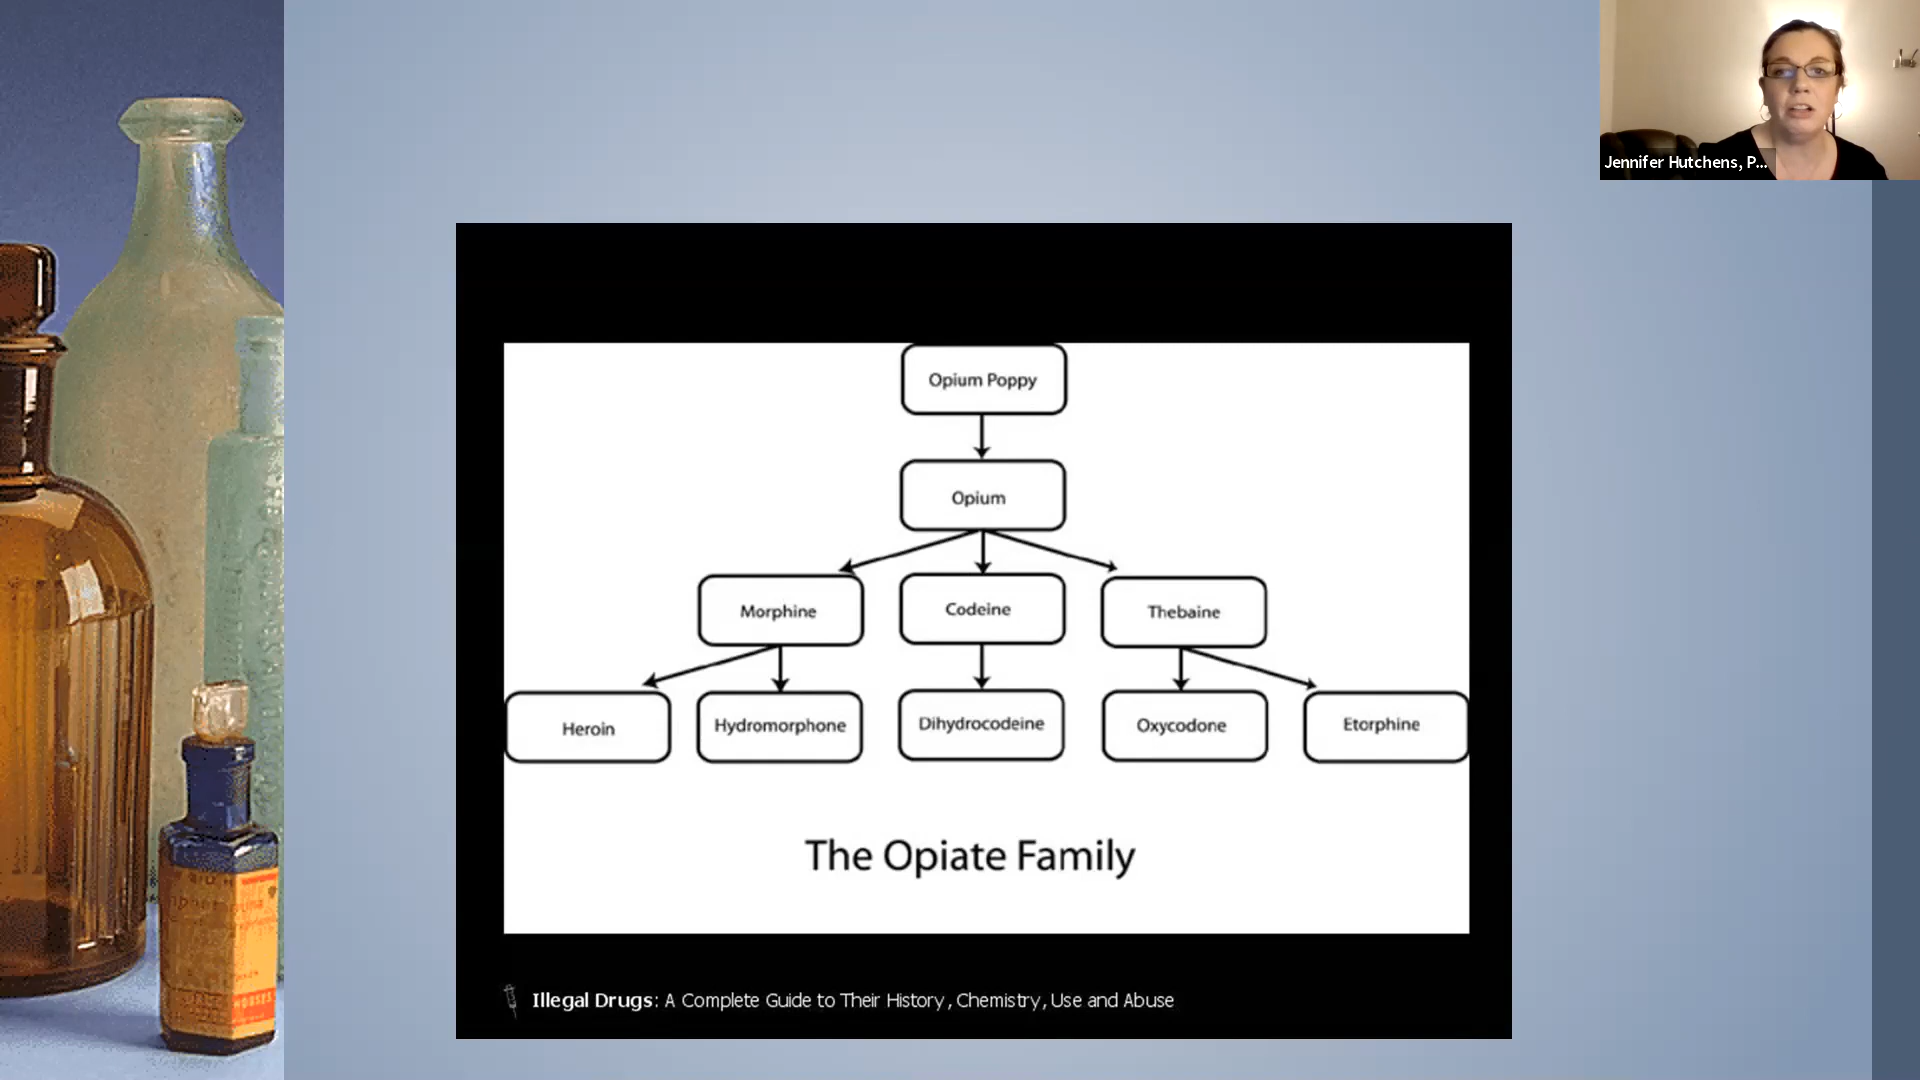 Jennifer Hutchens, P...
Opium Poppy
Opium
Morphine
Codeine
Thebaine
Heroin
Hydromorphone
Dihydrocodeine
Oxycodone
Etorphine
The Opiate Family
Illegal Drugs: A Complete Guide to Their History, Chemistry, Use and Abuse